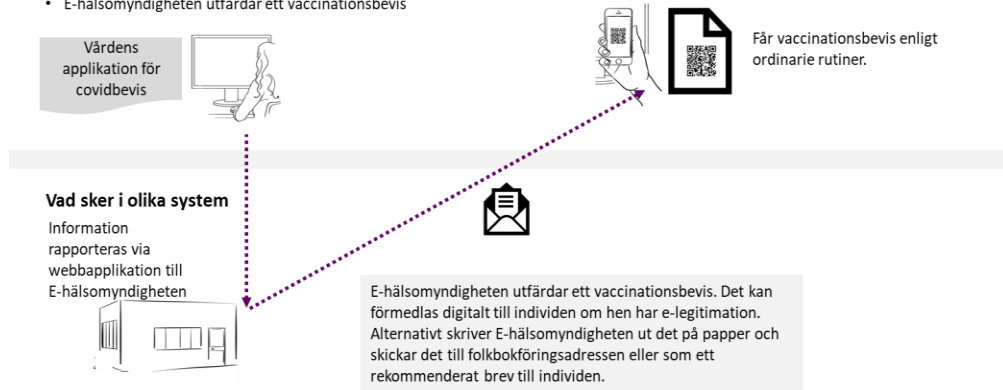 • E-hälsomyndigheten utfärdar ett vaccinationsbevis
Vårdens
applikation för
covidbevis
Får vaccinationsbevis enligt
ordinarie rutiner.
Vad sker i olika system
Information
rapporteras via
webbapplikation till
E-hälsomyndigheten
E-hälsomyndigheten utfärdar ett vaccinationsbevis. Det kan
förmedlas digitalt till individen om hen har e-legitimation.
Alternativt skriver E-hälsomyndigheten ut det på papper och
skickar det till folkbokföringsadressen eller som ett
rekommenderat brev till individen.